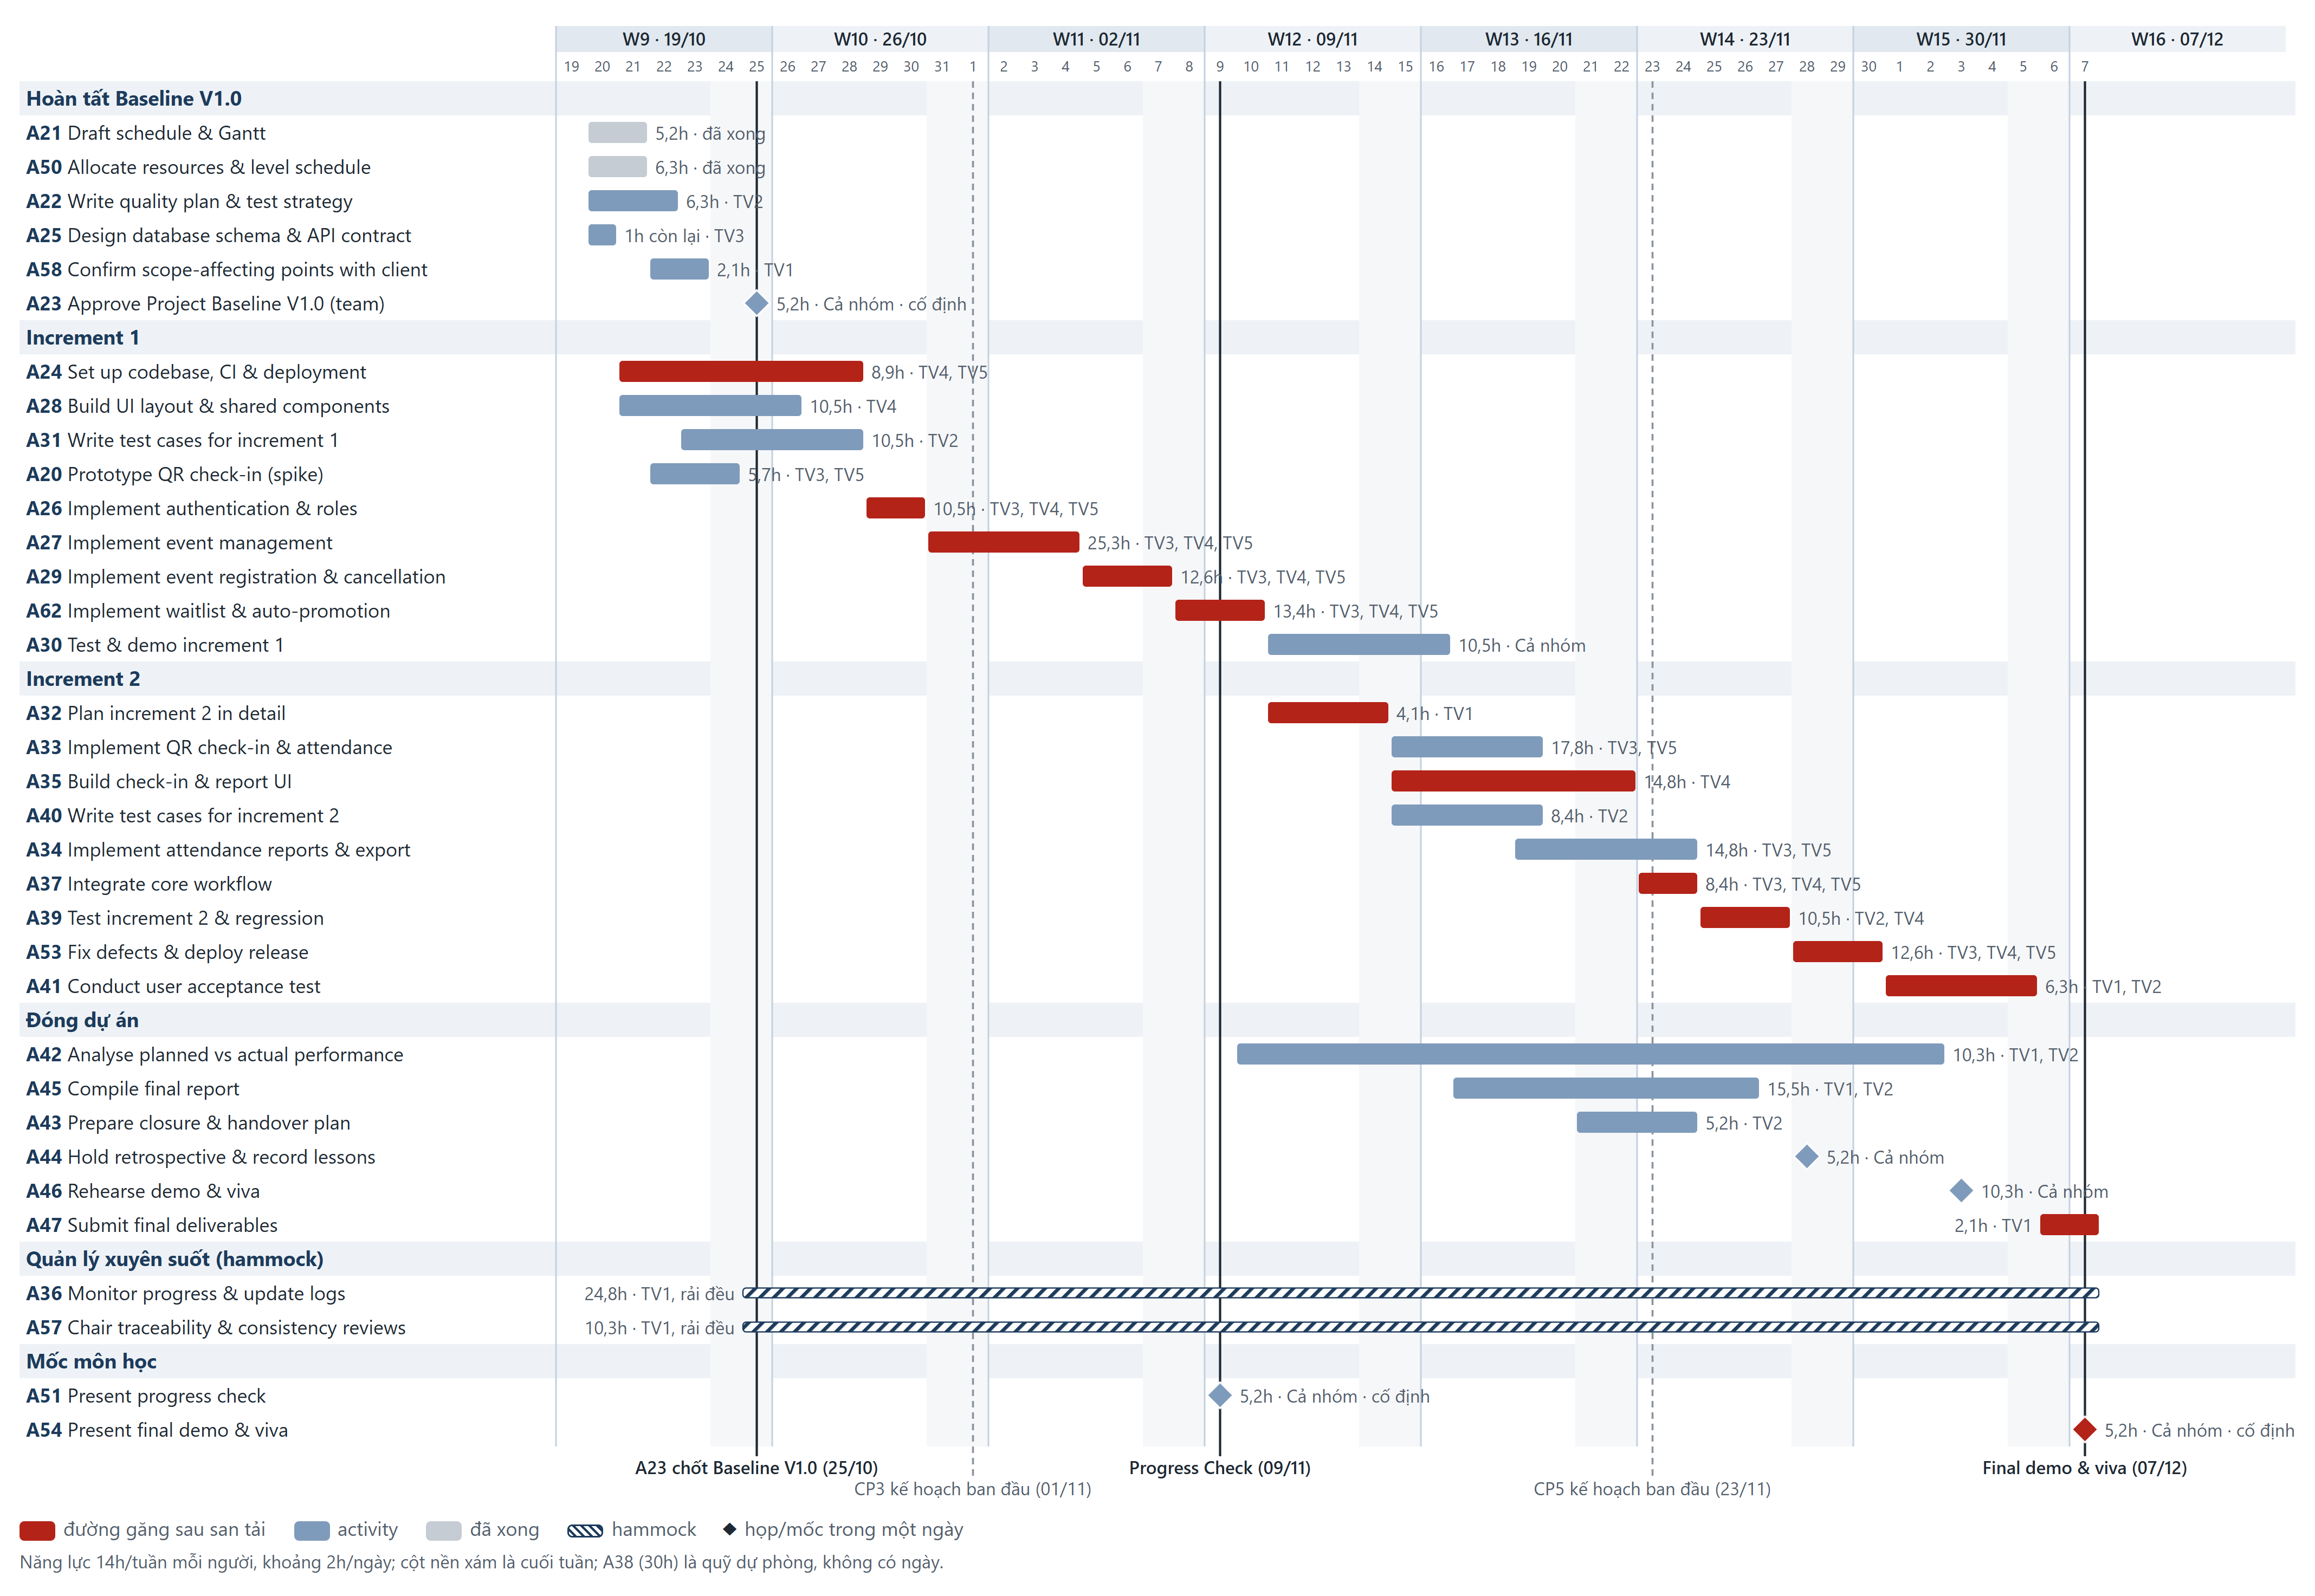 W9 · 19/10 W10 · 26/10 W11 · 02/11 W12 · 09/11 W13 · 16/11 W14 · 23/11 W15 · 30/11 W16 · 07/12
19 20 21 22 23 24 25 26 27 28 29 30 31 1 2 3 4 5 6 7 8 9 10 11 12 13 14 15 16 17 18 19 20 21 22 23 24 25 26 27 28 29 30 1 2 3 4 5 6 7
Hoàn tất Baseline V1.0
A21 Draft schedule & Gantt 5,2h · đã xong
A50 Allocate resources & level schedule 6,3h · đã xong
A22 Write quality plan & test strategy 6,3h · TV2
A25 Design database schema & API contract 1h còn lại · TV3
A58 Confirm scope-affecting points with client 2,1h · TV1
A23 Approve Project Baseline V1.0 (team) 5,2h · Cả nhóm · cố định
Increment 1
A24 Set up codebase, CI & deployment 8,9h · TV4, TV5
A28 Build UI layout & shared components 10,5h · TV4
A31 Write test cases for increment 1 10,5h · TV2
A20 Prototype QR check-in (spike) 5,7h · TV3, TV5
A26 Implement authentication & roles 10,5h · TV3, TV4, TV5
A27 Implement event management 25,3h · TV3, TV4, TV5
A29 Implement event registration & cancellation 12,6h · TV3, TV4, TV5
A62 Implement waitlist & auto-promotion 13,4h · TV3, TV4, TV5
A30 Test & demo increment 1 10,5h · Cả nhóm
Increment 2
A32 Plan increment 2 in detail 4,1h · TV1
A33 Implement QR check-in & attendance 17,8h · TV3, TV5
A35 Build check-in & report UI 14,8h · TV4
A40 Write test cases for increment 2 8,4h · TV2
A34 Implement attendance reports & export 14,8h · TV3, TV5
A37 Integrate core workflow 8,4h · TV3, TV4, TV5
A39 Test increment 2 & regression 10,5h · TV2, TV4
A53 Fix defects & deploy release 12,6h · TV3, TV4, TV5
A41 Conduct user acceptance test 6,3h · TV1, TV2
Đóng dự án
A42 Analyse planned vs actual performance 10,3h · TV1, TV2
A45 Compile final report 15,5h · TV1, TV2
A43 Prepare closure & handover plan 5,2h · TV2
A44 Hold retrospective & record lessons 5,2h · Cả nhóm
A46 Rehearse demo & viva 10,3h · Cả nhóm
A47 Submit final deliverables 2,1h · TV1
Quản lý xuyên suốt (hammock)
A36 Monitor progress & update logs 24,8h · TV1, rải đều
A57 Chair traceability & consistency reviews 10,3h · TV1, rải đều
Mốc môn học
A51 Present progress check 5,2h · Cả nhóm · cố định
A54 Present final demo & viva 5,2h · Cả nhóm · cố định
A23 chốt Baseline V1.0 (25/10) Progress Check (09/11) Final demo & viva (07/12)
CP3 kế hoạch ban đầu (01/11) CP5 kế hoạch ban đầu (23/11)
đường găng sau san tải activity đã xong hammock họp/mốc trong một ngày
Năng lực 14h/tuần mỗi người, khoảng 2h/ngày; cột nền xám là cuối tuần; A38 (30h) là quỹ dự phòng, không có ngày.